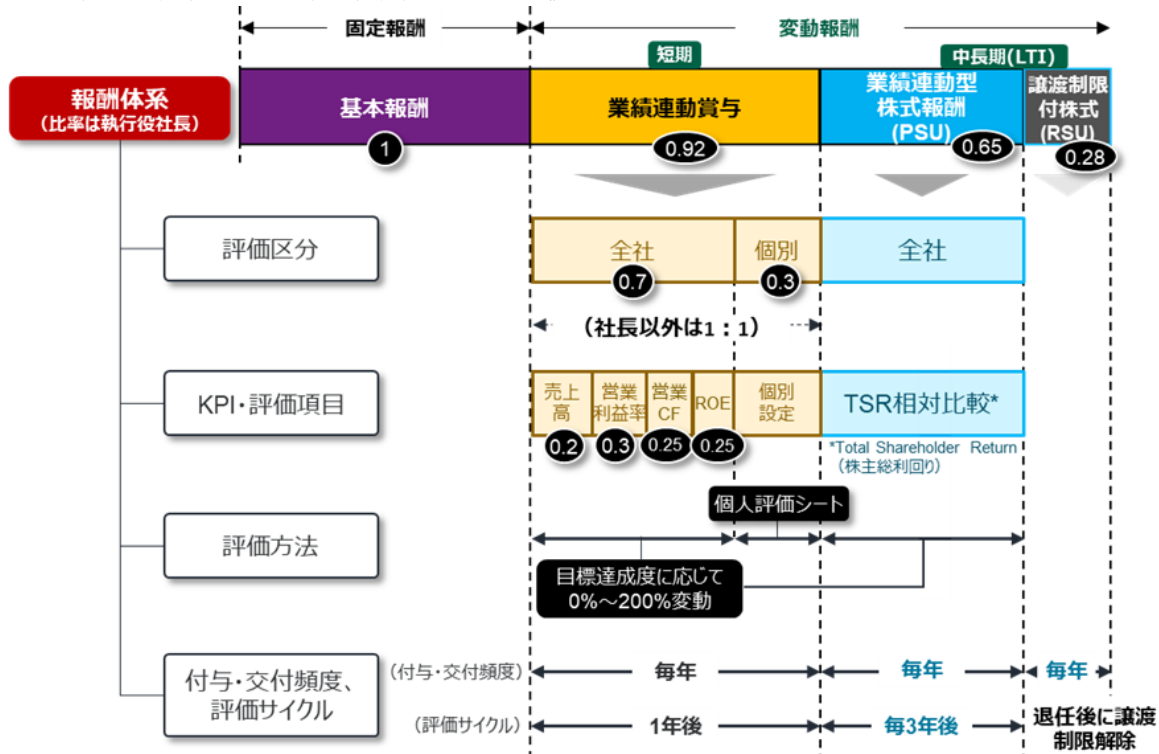 固定報酬
変動報酬
短期
中長期(LTI)
報酬体系
（比率は執行役社長）
基本報酬
1
業績連動賞与
0.92
業績連動型
株式報酬
(PSU)
0.65
譲渡制限
付株式
(RSU)
0.28
評価区分
全社
0.7
個別
0.3
全社
（社長以外は1：1）
KPI・評価項目
売上
高
0.2
営業
利益率
0.3
営業
CF
0.25
ROE
0.25
個別
設定
TSR相対比較*
*Total Shareholder Return
（株主総利回り）
評価方法
個人評価シート
目標達成度に応じて
0%～200%変動
付与・交付頻度、
評価サイクル
（付与・交付頻度）
毎年
毎年
毎年
（評価サイクル）
1年後
毎3年後
退任後に譲渡
制限解除